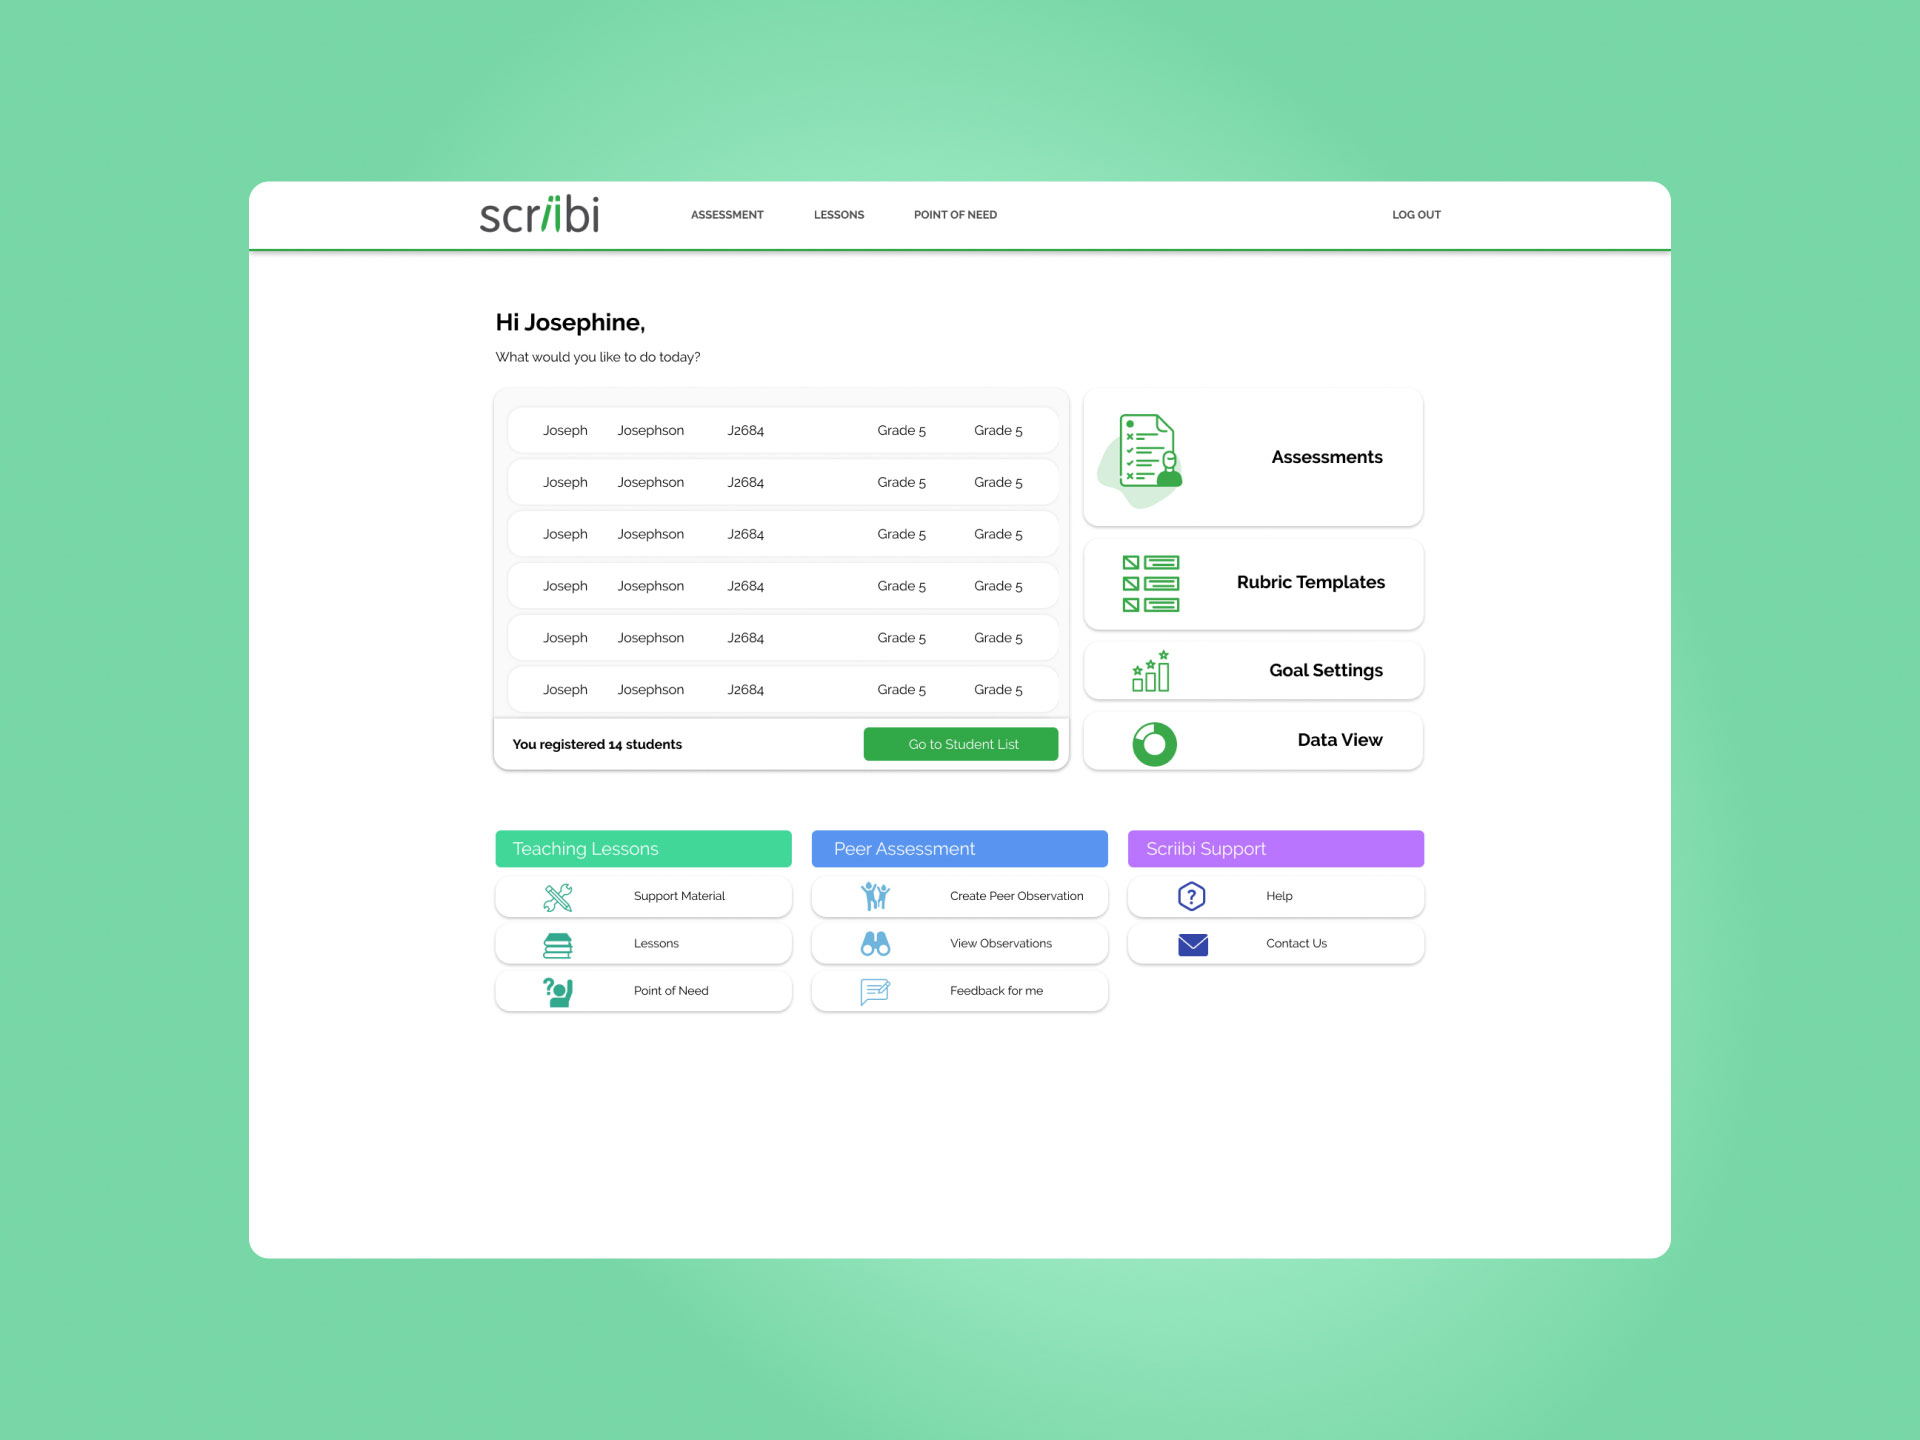 scriibi ASSESSMENT LESSONS POINT OF NEED LOG OUT
Hi Josephine,
What would you like to do today?
Joseph Josephson J2684 Grade 5 Grade 5
Joseph Josephson J2684 Grade 5 Grade 5
Joseph Josephson J2684 Grade 5 Grade 5
Joseph Josephson J2684 Grade 5 Grade 5
Joseph Josephson J2684 Grade 5 Grade 5
Joseph Josephson J2684 Grade 5 Grade 5
You registered 14 students Go to Student List
Assessments
Rubric Templates
Goal Settings
Data View
Teaching Lessons
Support Material
Lessons
Point of Need
Peer Assessment
Create Peer Observation
View Observations
Feedback for me
Scriibi Support
Help
Contact Us